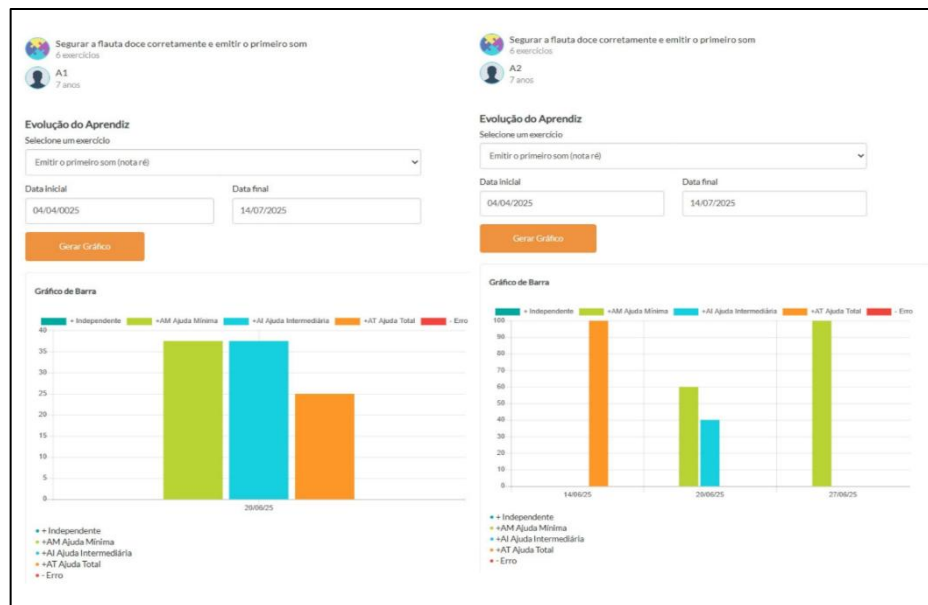 Segurar a flauta doce corretamente e emitir o primeiro som
6 exercícios
A1
7 anos
Evolução do Aprendiz
Selecione um exercício
Emitir o primeiro som (nota ré)
Data inicial Data final
04/04/0025 14/07/2025
Gerar Gráfico
Gráfico de Barra
+ Independente +AM Ajuda Mínima +AI Ajuda Intermediária +AT Ajuda Total - Erro
40
35
30
25
20
15
10
5
0
20/06/25
+ Independente
+AM Ajuda Mínima
+AI Ajuda Intermediária
+AT Ajuda Total
- Erro
Segurar a flauta doce corretamente e emitir o primeiro som
6 exercícios
A2
7 anos
Evolução do Aprendiz
Selecione um exercício
Emitir o primeiro som (nota ré)
Data inicial Data final
04/04/2025 14/07/2025
Gerar Gráfico
Gráfico de Barra
+ Independente +AM Ajuda Mínima +AI Ajuda Intermediária +AT Ajuda Total - Erro
100
90
80
70
60
50
40
30
20
10
0
14/06/25 20/06/25 27/06/25
+ Independente
+AM Ajuda Mínima
+AI Ajuda Intermediária
+AT Ajuda Total
- Erro